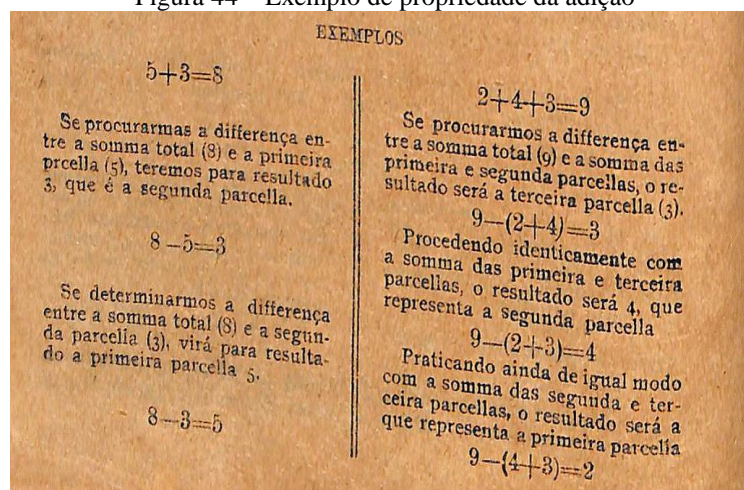 Figura 44 – Exemplo de propriedade da adição
EXEMPLOS
5+3=8
Se procurarmas a differença en-
tre a somma total (8) e a primeira
prcella (5), teremos para resultado
3, que é a segunda parcella.
8-5=3
Se determinarmos a differença
entre a somma total (8) e a segun-
da parcella (3), virá para resulta-
do a primeira parcella 5.
8-3=5
2+4+3=9
Se procurarmos a differença en-
tre a somma total (9) e a somma das
primeira e segunda parcellas, o re-
sultado será a terceira parcella (3).
9-(2+4)=3
Procedendo identicamente com
a somma das primeira e terceira
parcellas, o resultado será 4, que
representa a segunda parcella
9-(2+3)=4
Praticando ainda de igual modo
com a somma das segunda e ter-
ceira parcellas, o resultado será a
que representa a primeira parcella
9-(4+3)=2